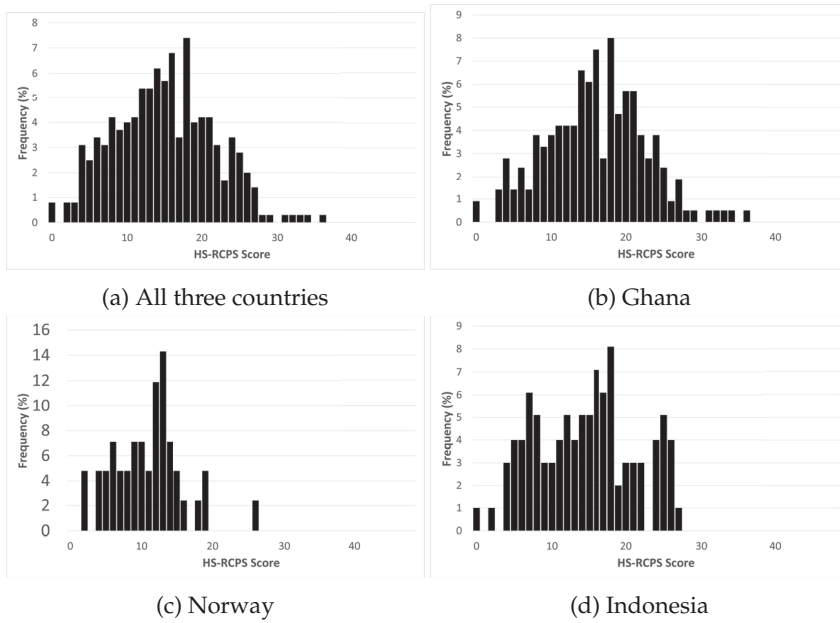 8
7
6
5
4
3
2
1
0
Frequency (%)
0 10 20 30 40
HS-RCPS Score
(a) All three countries
9
8
7
6
5
4
3
2
1
0
Frequency (%)
0 10 20 30 40
HS-RCPS Score
(b) Ghana
16
14
12
10
8
6
4
2
0
Frequency (%)
0 10 20 30 40
HS-RCPS Score
(c) Norway
9
8
7
6
5
4
3
2
1
0
Frequency (%)
0 10 20 30 40
HS-RCPS Score
(d) Indonesia